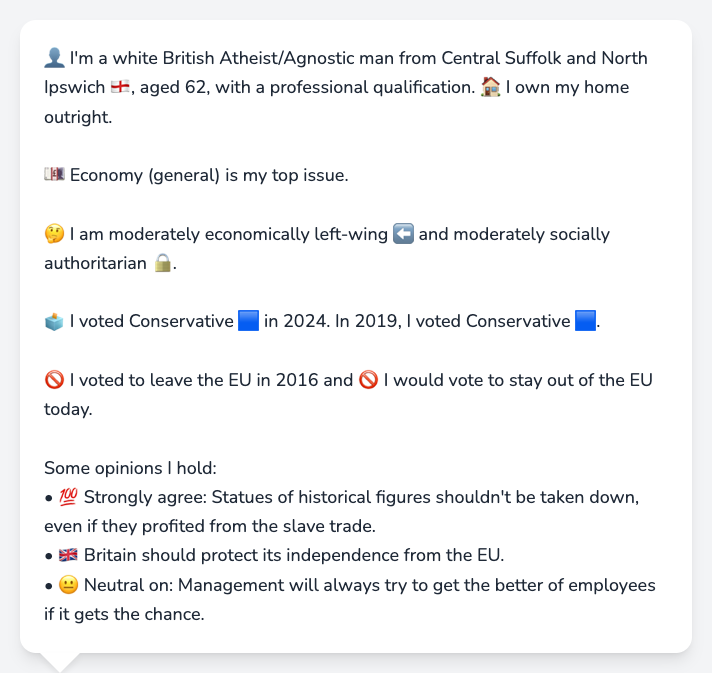 👤 I'm a white British Atheist/Agnostic man from Central Suffolk and North
Ipswich 🏴󠁧󠁢󠁥󠁮󠁧󠁿, aged 62, with a professional qualification. 🏠 I own my home
outright.
💷 Economy (general) is my top issue.
🤔 I am moderately economically left-wing ⬅️ and moderately socially
authoritarian 🔒.
🗳️ I voted Conservative 🟦 in 2024. In 2019, I voted Conservative 🟦.
🚫 I voted to leave the EU in 2016 and 🚫 I would vote to stay out of the EU
today.
Some opinions I hold:
• 💯 Strongly agree: Statues of historical figures shouldn't be taken down,
even if they profited from the slave trade.
• 🇬🇧 Britain should protect its independence from the EU.
• 😐 Neutral on: Management will always try to get the better of employees
if it gets the chance.